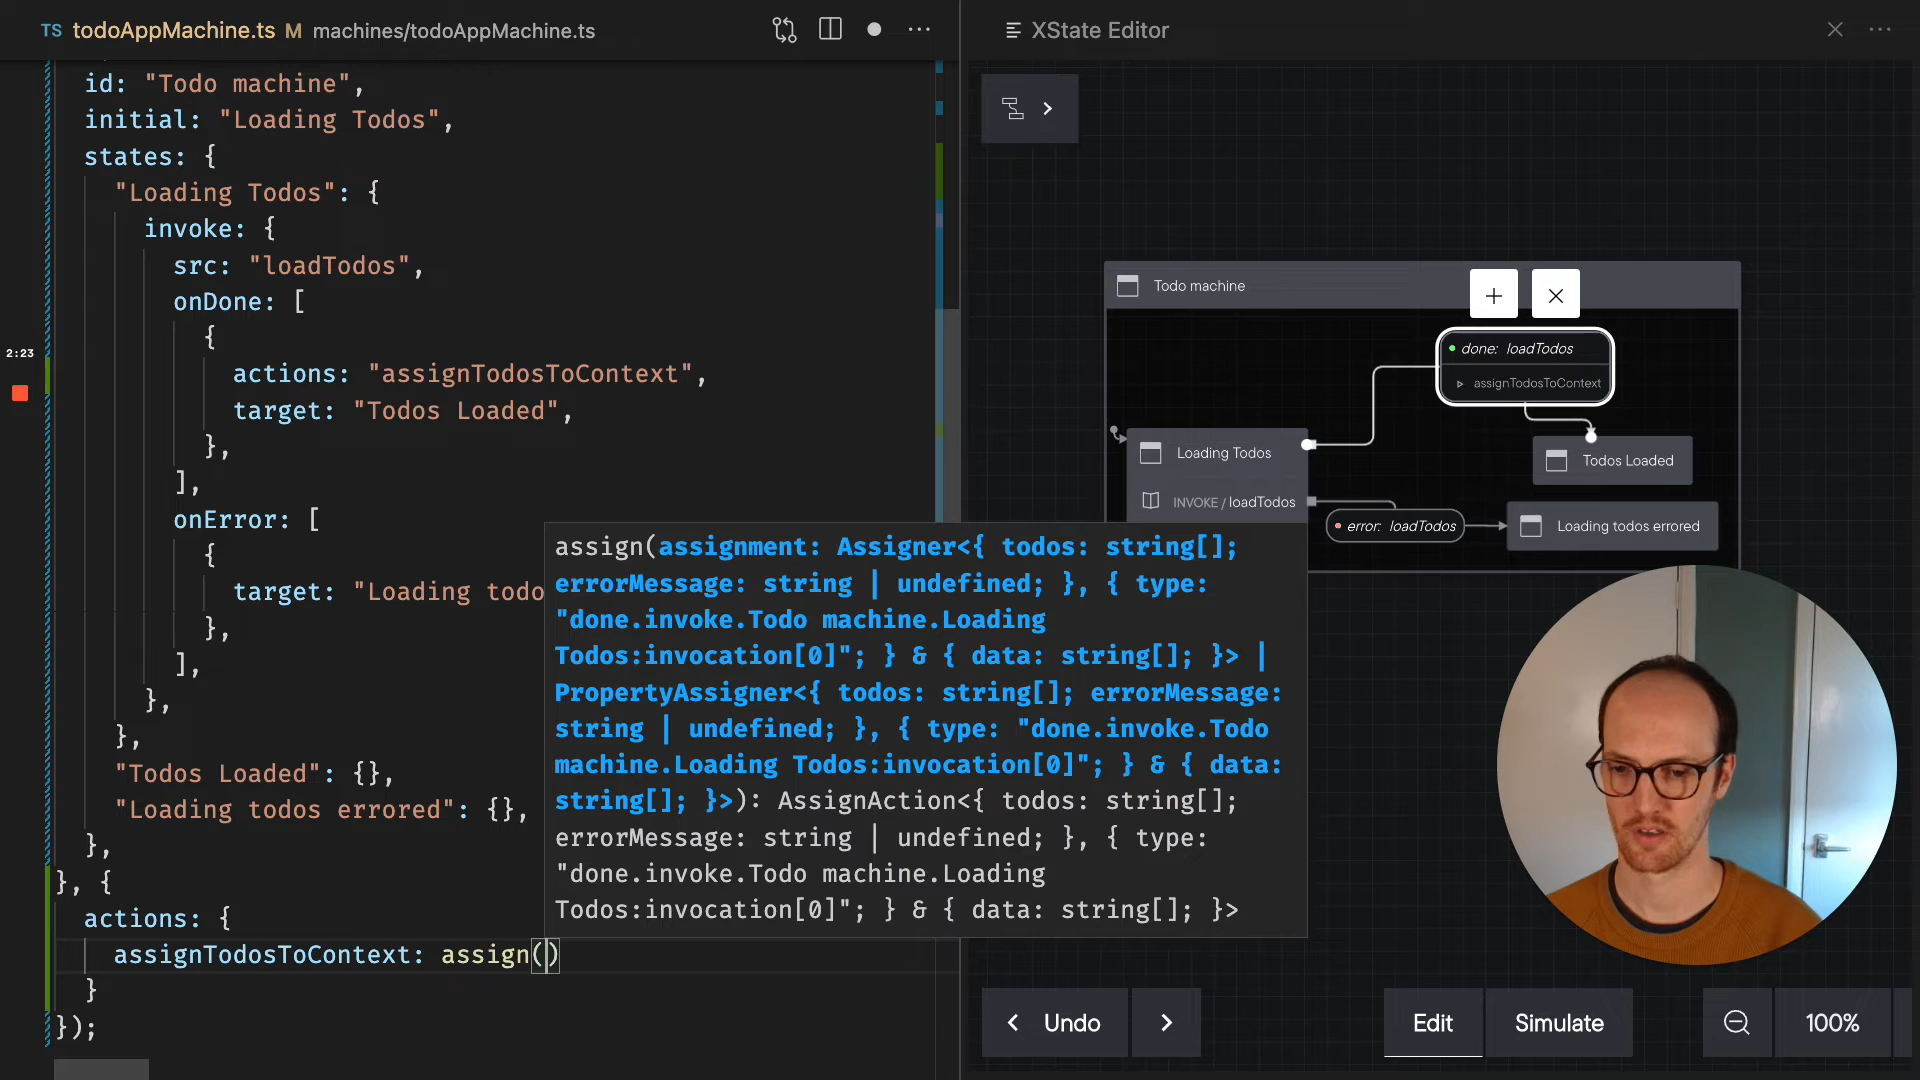 TS todoAppMachine.ts M machines/todoAppMachine.ts
id: "Todo machine",
initial: "Loading Todos",
states: {
"Loading Todos": {
invoke: {
src: "loadTodos",
onDone: [
{
actions: "assignTodosToContext",
target: "Todos Loaded",
},
],
onError: [
{
target: "Loading todo
},
],
},
},
"Todos Loaded": {},
"Loading todos errored": {},
},
}, {
actions: {
assignTodosToContext: assign()
}
});
2:23
assign(assignment: Assigner<{ todos: string[];
errorMessage: string | undefined; }, { type:
"done.invoke.Todo machine.Loading
Todos:invocation[0]"; } & { data: string[]; }> |
PropertyAssigner<{ todos: string[]; errorMessage:
string | undefined; }, { type: "done.invoke.Todo
machine.Loading Todos:invocation[0]"; } & { data:
string[]; }>): AssignAction<{ todos: string[];
errorMessage: string | undefined; }, { type:
"done.invoke.Todo machine.Loading
Todos:invocation[0]"; } & { data: string[]; }>
XState Editor
Todo machine
done: loadTodos
assignTodosToContext
Loading Todos
INVOKE / loadTodos
Todos Loaded
error: loadTodos
Loading todos errored
Undo
Edit
Simulate
100%